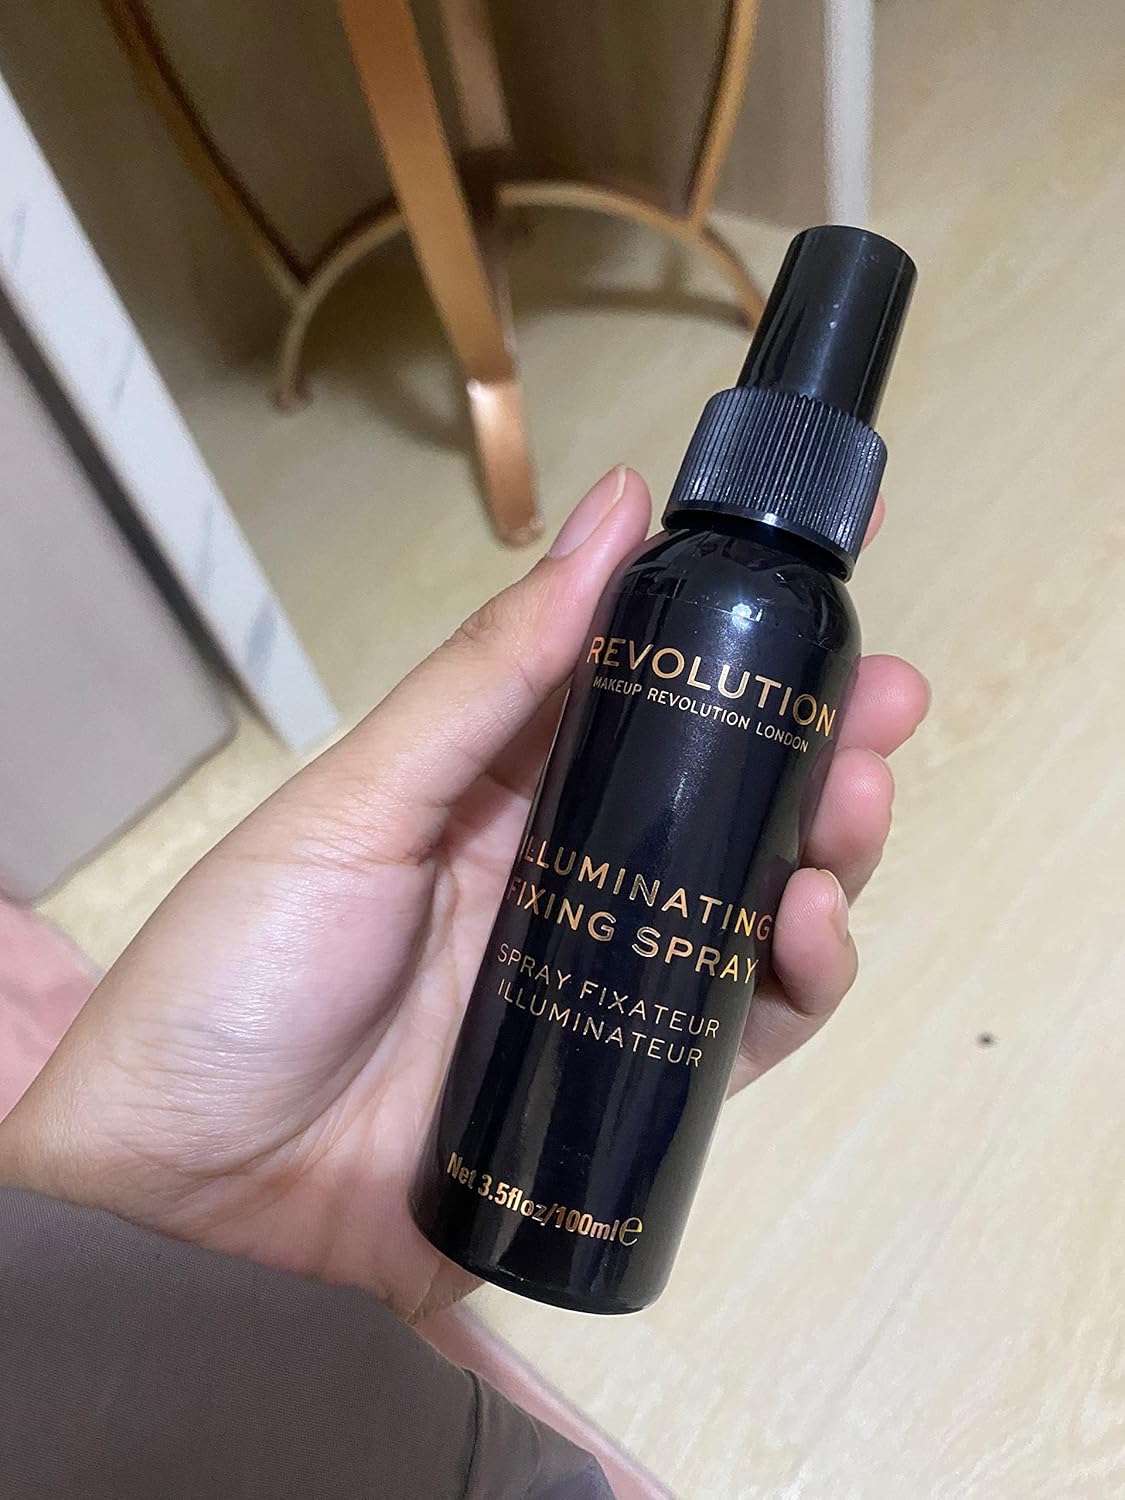 REVOLUTION
MAKEUP REVOLUTION LONDON
ILLUMINATING
FIXING SPRAY
SPRAY FIXATEUR
ILLUMINATEUR
Net 3.5fl oz/100ml℮